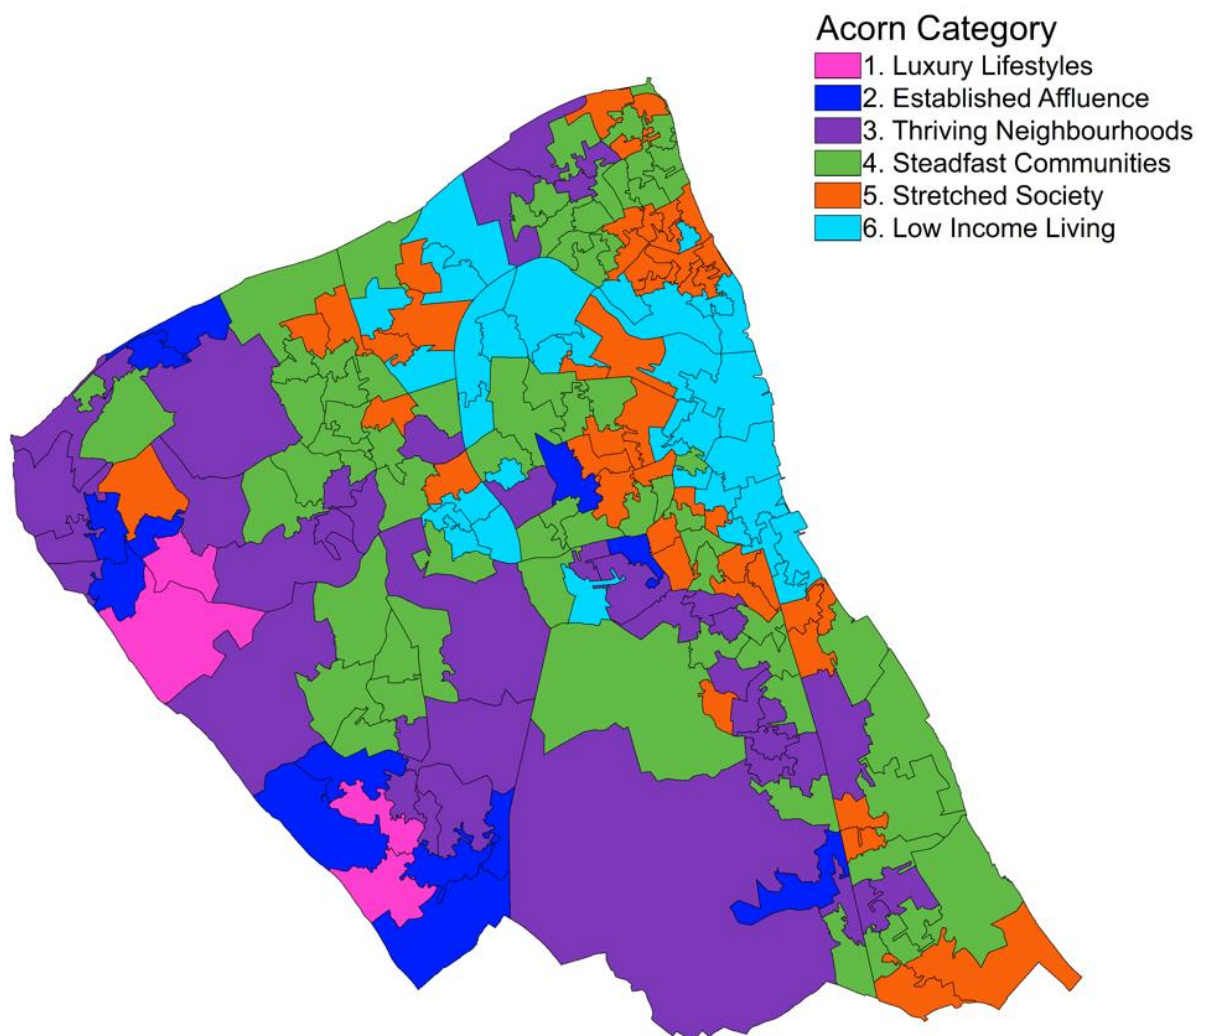 Acorn Category
1. Luxury Lifestyles
2. Established Affluence
3. Thriving Neighbourhoods
4. Steadfast Communities
5. Stretched Society
6. Low Income Living